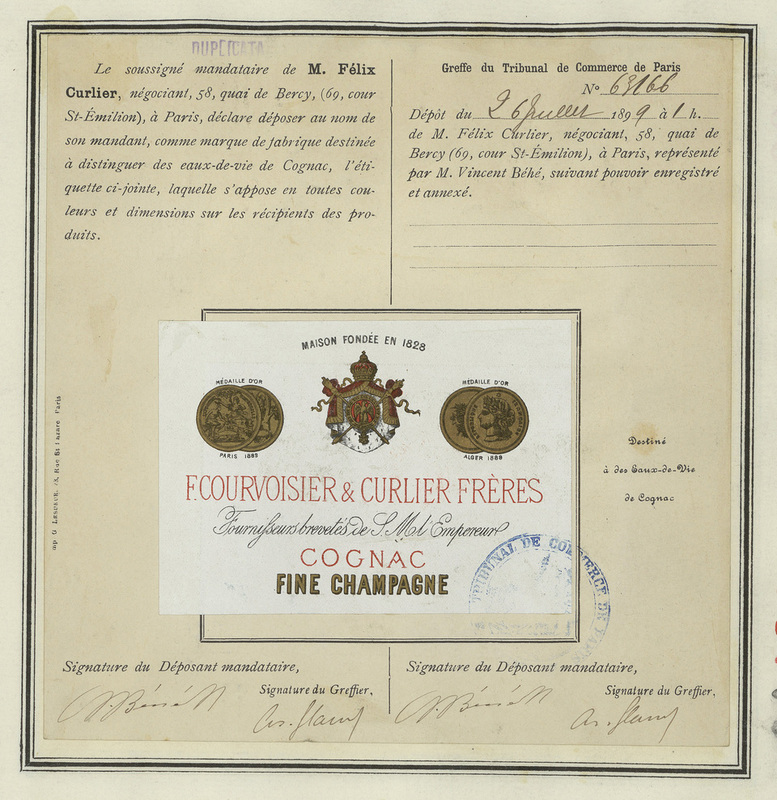 DUPLICATA
Le soussigné mandataire de M. Félix
Curlier, négociant, 58, quai de Bercy, (69, cour
St-Émilion), à Paris, déclare déposer au nom de
son mandant, comme marque de fabrique destinée
à distinguer des eaux-de-vie de Cognac, l'éti-
quette ci-jointe, laquelle s'appose en toutes cou-
leurs et dimensions sur les récipients des pro-
duits.
Greffe du Tribunal de Commerce de Paris
No 63166
Dépôt du 26 Juillet 1899 à 1 h.
de M. Félix Curlier, négociant, 58, quai de
Bercy (69, cour St-Émilion), à Paris, représenté
par M. Vincent Béhé, suivant pouvoir enregistré
et annexé.
MAISON FONDÉE EN 1828
MÉDAILLE D'OR
PARIS 1889
MÉDAILLE D'OR
ALGER 1888
F. COURVOISIER & CURLIER FRÈRES
Fournisseurs brevetés de S. M. l'Empereur
COGNAC
FINE CHAMPAGNE
TRIBUNAL DE COMMERCE DE PARIS
Destiné
à des Eaux-de-Vie
de Cognac
Signature du Déposant mandataire,
Signature du Greffier,
Signature du Déposant mandataire,
Signature du Greffier,